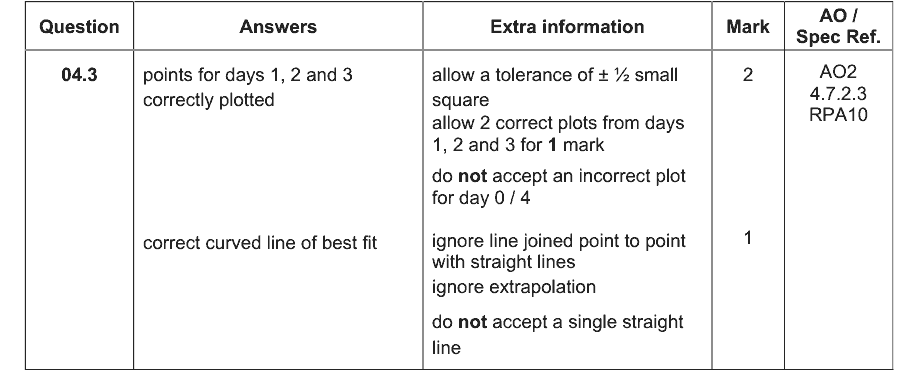 Question Answers Extra information Mark AO /
Spec Ref.
04.3 points for days 1, 2 and 3 allow a tolerance of ± ½ small 2 AO2
correctly plotted square 4.7.2.3
allow 2 correct plots from days RPA10
1, 2 and 3 for 1 mark
do not accept an incorrect plot
for day 0 / 4
correct curved line of best fit ignore line joined point to point 1
with straight lines
ignore extrapolation
do not accept a single straight
line